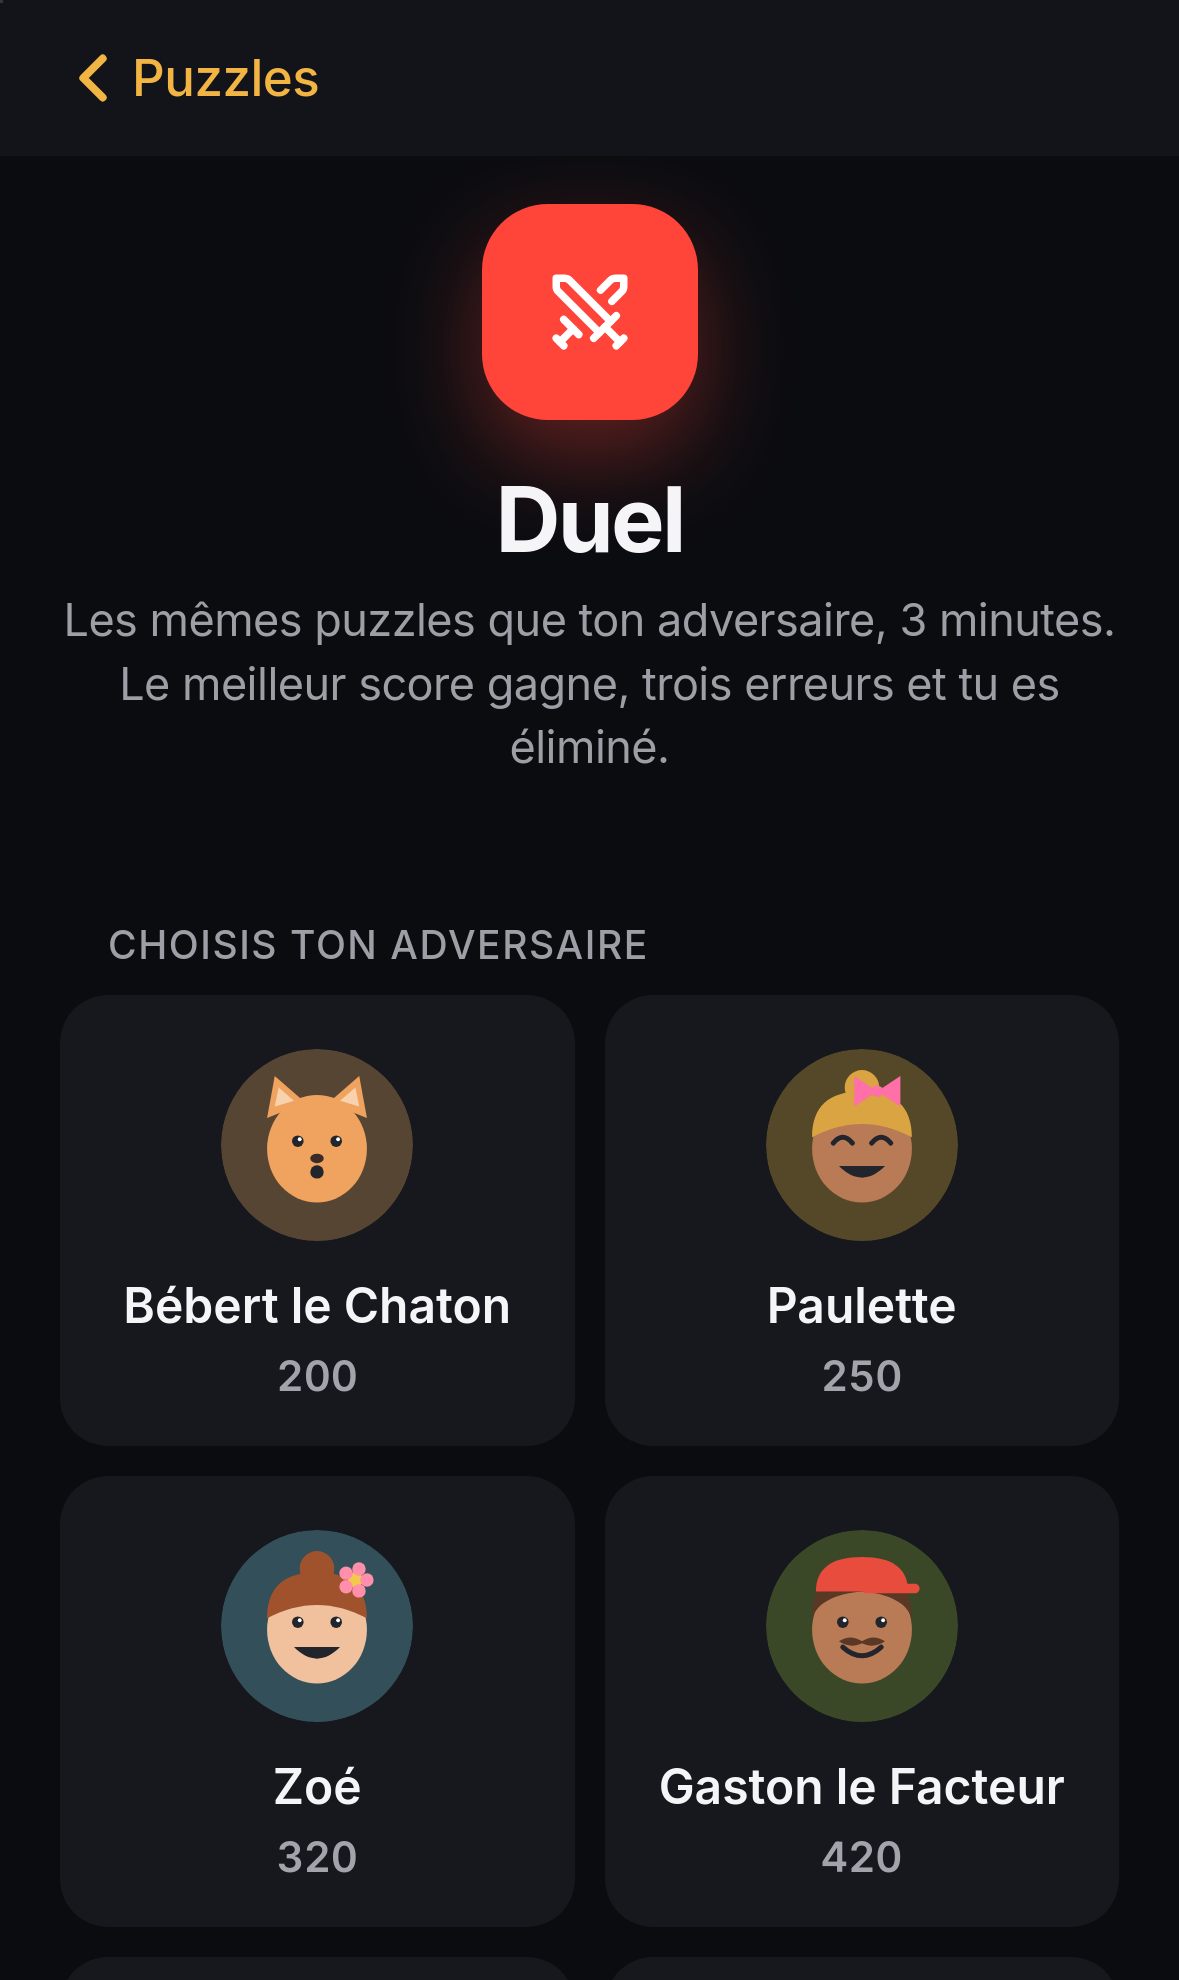 Puzzles
Duel
Les mêmes puzzles que ton adversaire, 3 minutes.
Le meilleur score gagne, trois erreurs et tu es
éliminé.
CHOISIS TON ADVERSAIRE
Bébert le Chaton
200
Paulette
250
Zoé
320
Gaston le Facteur
420